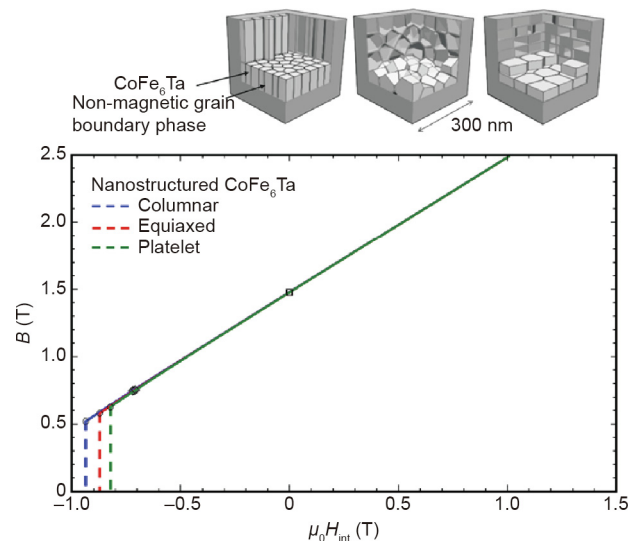 CoFe₆Ta
Non-magnetic grain
boundary phase
300 nm
2.5
2.0
1.5
1.0
0.5
0
B (T)
Nanostructured CoFe₆Ta
Columnar
Equiaxed
Platelet
−1.0 −0.5 0 0.5 1.0 1.5
μ₀H_int (T)